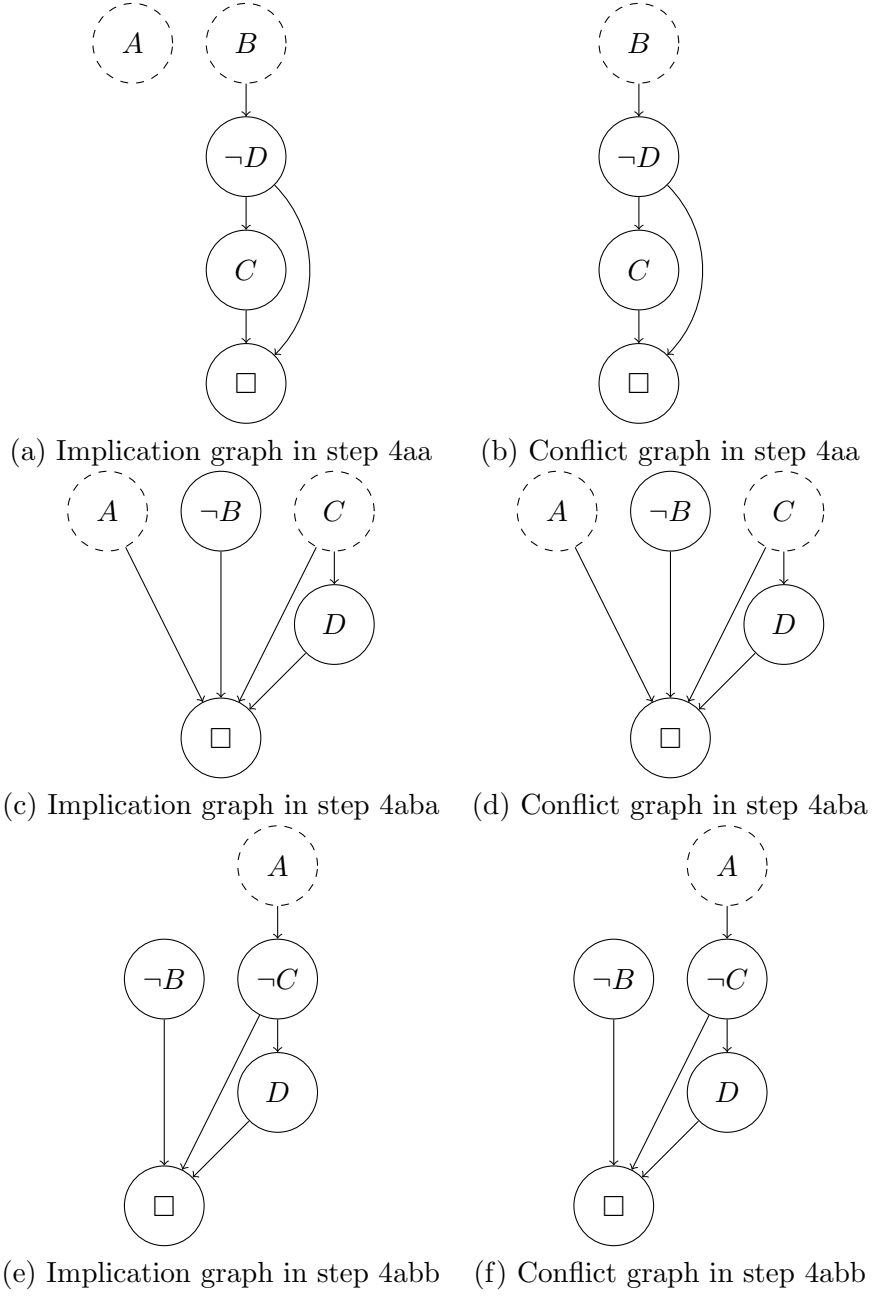 A B B
¬D ¬D
C C
□ □
(a) Implication graph in step 4aa (b) Conflict graph in step 4aa
A ¬B C A ¬B C
D D
□ □
(c) Implication graph in step 4aba (d) Conflict graph in step 4aba
A A
¬B ¬C ¬B ¬C
D D
□ □
(e) Implication graph in step 4abb (f) Conflict graph in step 4abb